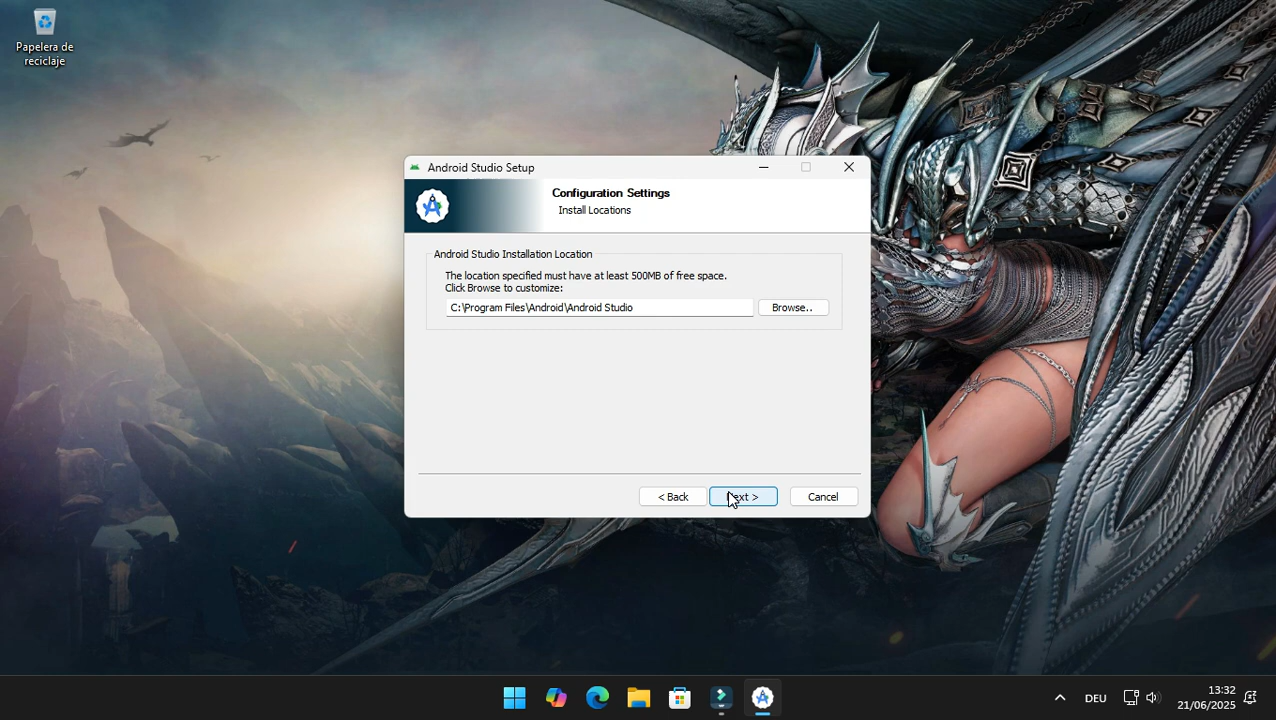 Papelera de
reciclaje
Android Studio Setup
Configuration Settings
Install Locations
Android Studio Installation Location
The location specified must have at least 500MB of free space.
Click Browse to customize:
C:\Program Files\Android\Android Studio
Browse..
< Back
Next >
Cancel
DEU
13:32
21/06/2025